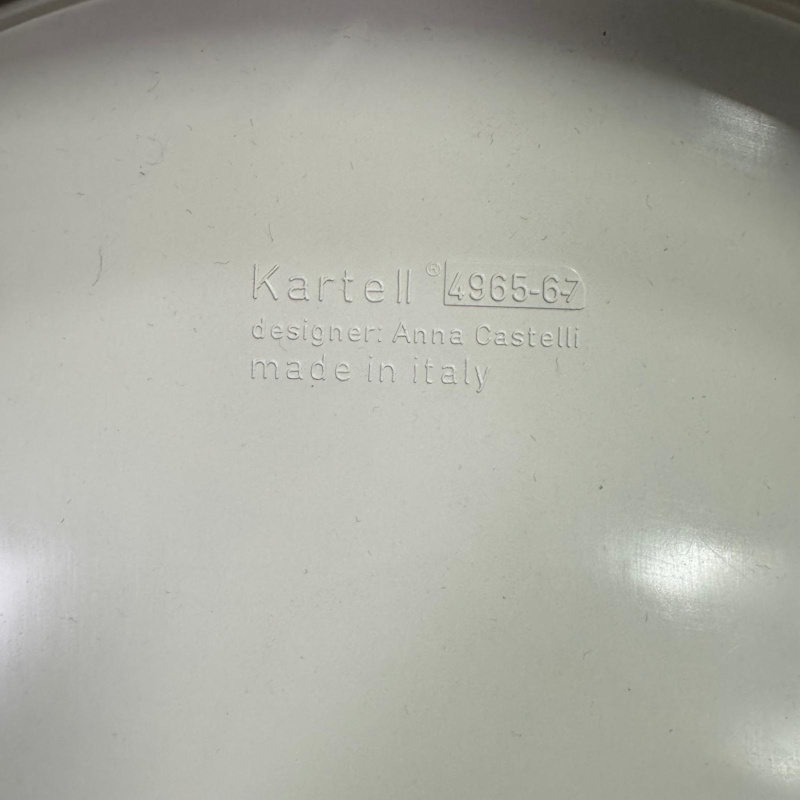 Kartell® 4965-67
designer: Anna Castelli
made in italy